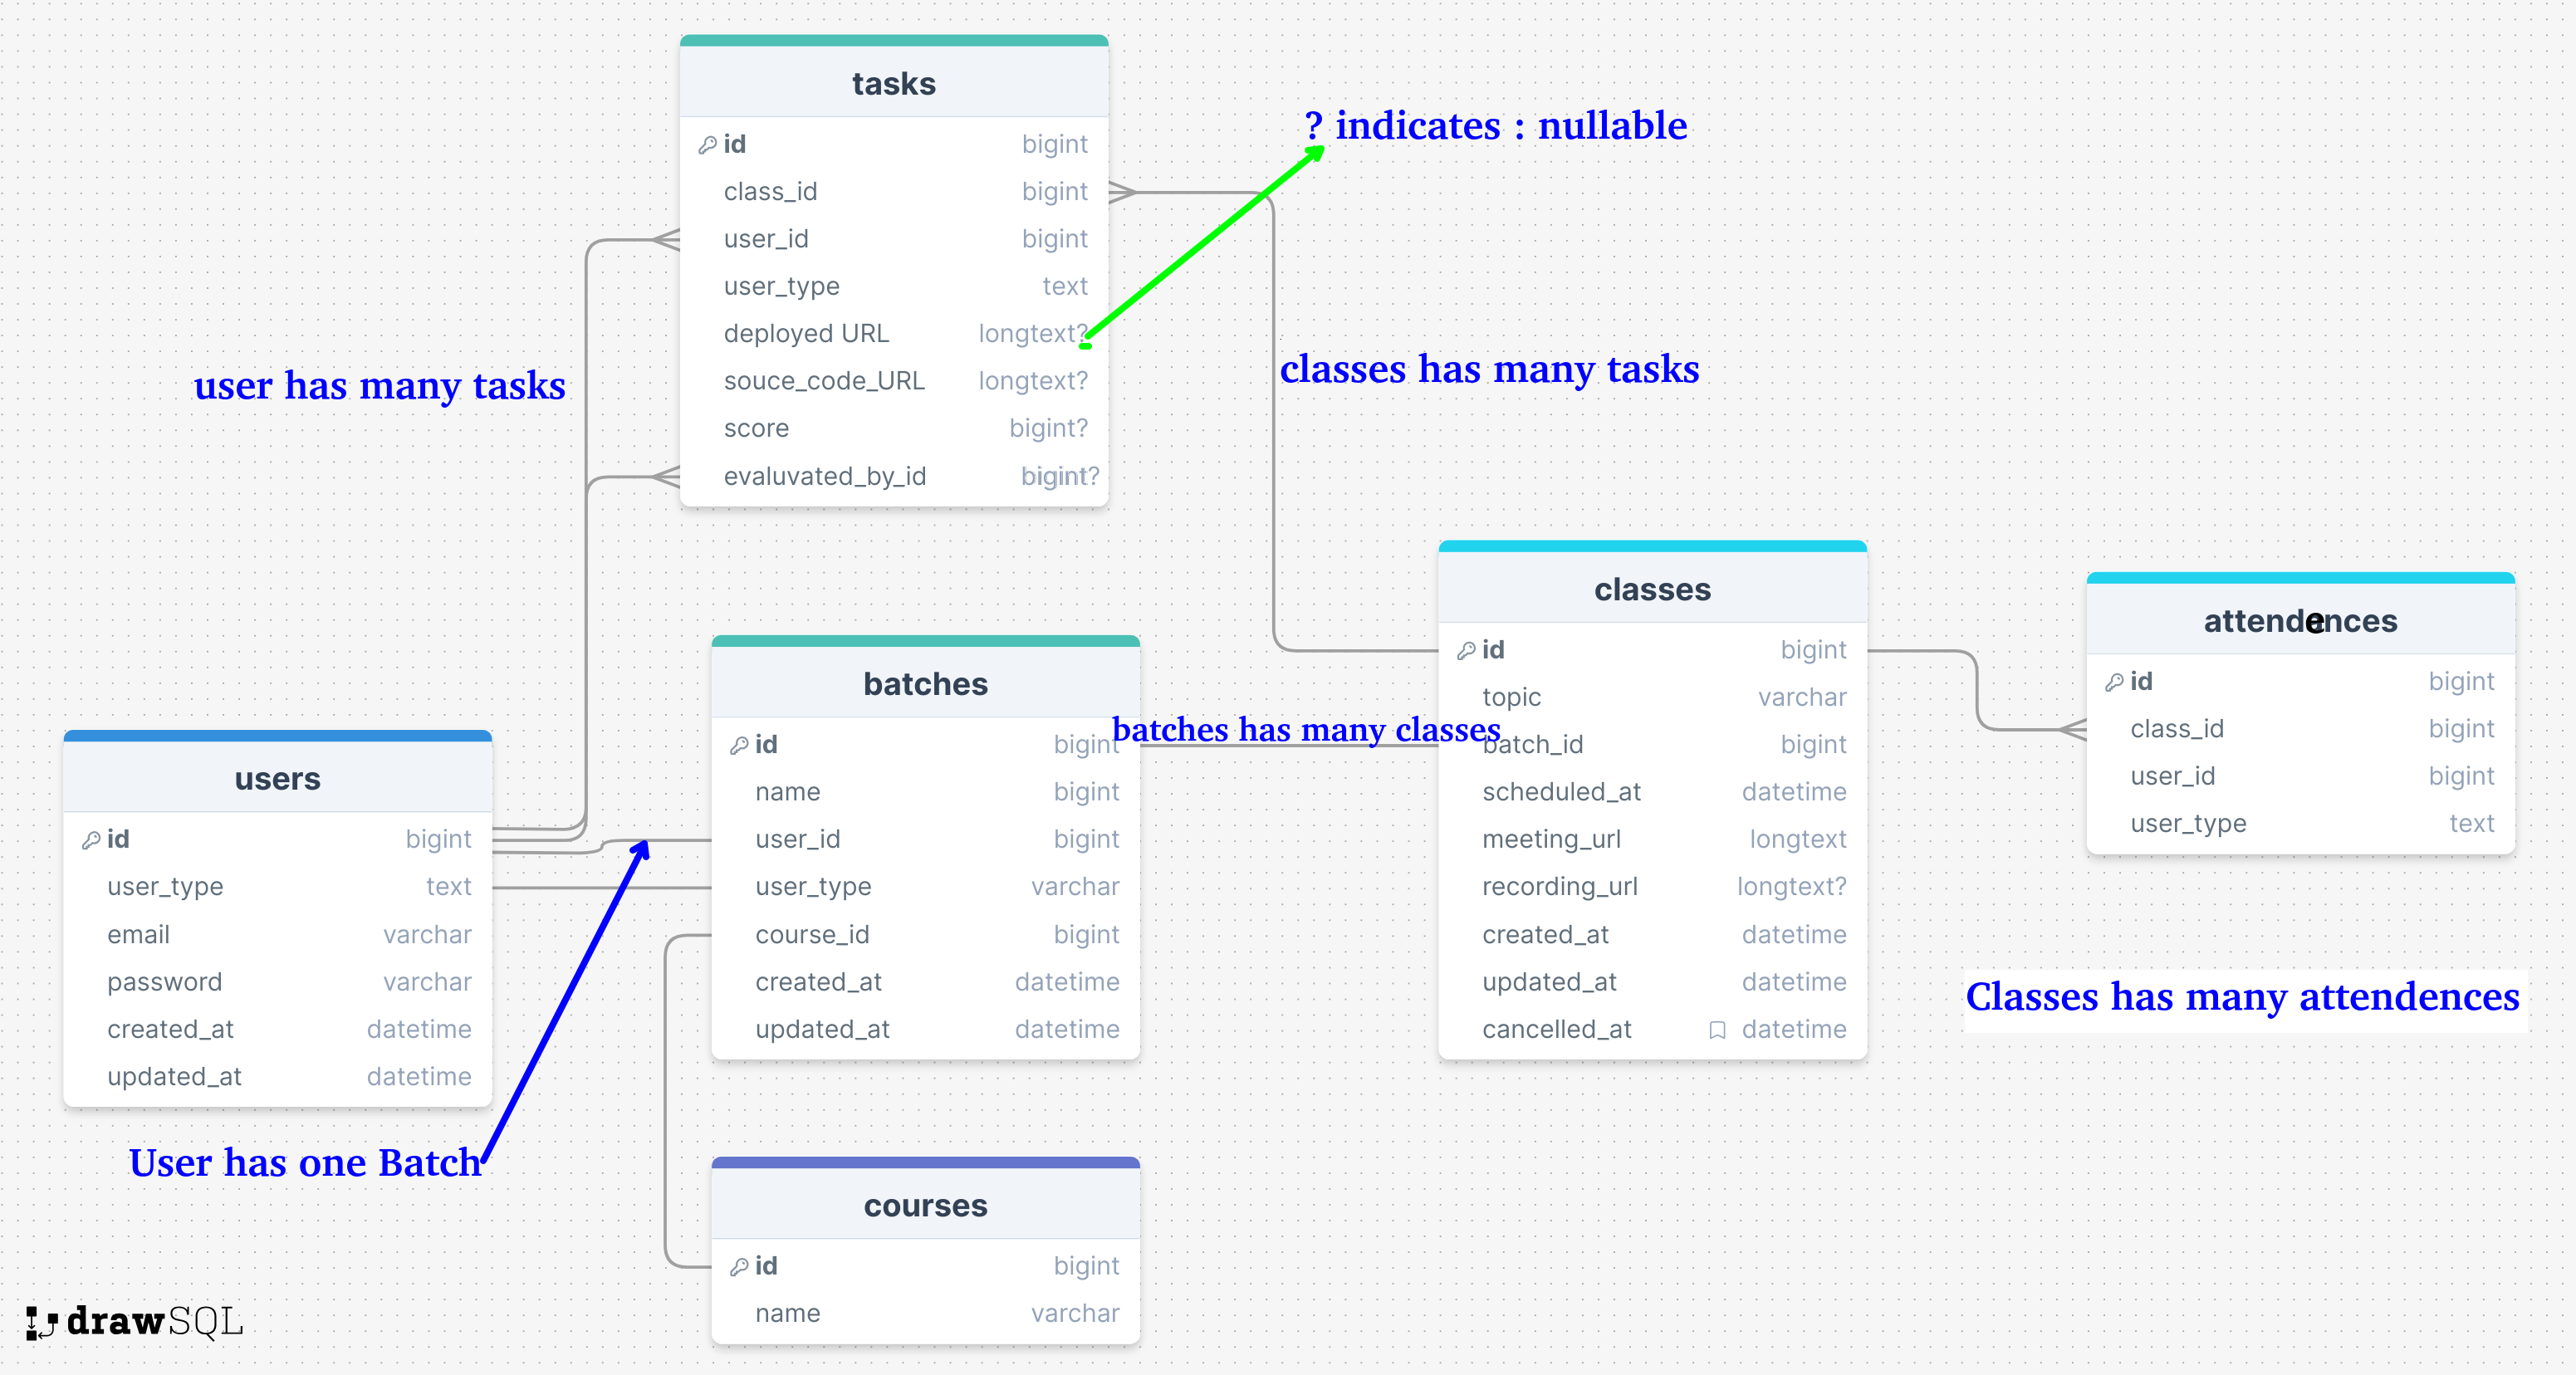 tasks
id bigint
class_id bigint
user_id bigint
user_type text
deployed URL longtext?
souce_code_URL longtext?
score bigint?
evaluvated_by_id bigint?
? indicates : nullable
user has many tasks
classes has many tasks
classes
id bigint
topic varchar
batch_id bigint
scheduled_at datetime
meeting_url longtext
recording_url longtext?
created_at datetime
updated_at datetime
cancelled_at datetime
attendences
id bigint
class_id bigint
user_id bigint
user_type text
Classes has many attendences
batches
id bigint
name bigint
user_id bigint
user_type varchar
course_id bigint
created_at datetime
updated_at datetime
batches has many classes
users
id bigint
user_type text
email varchar
password varchar
created_at datetime
updated_at datetime
User has one Batch
courses
id bigint
name varchar
drawSQL